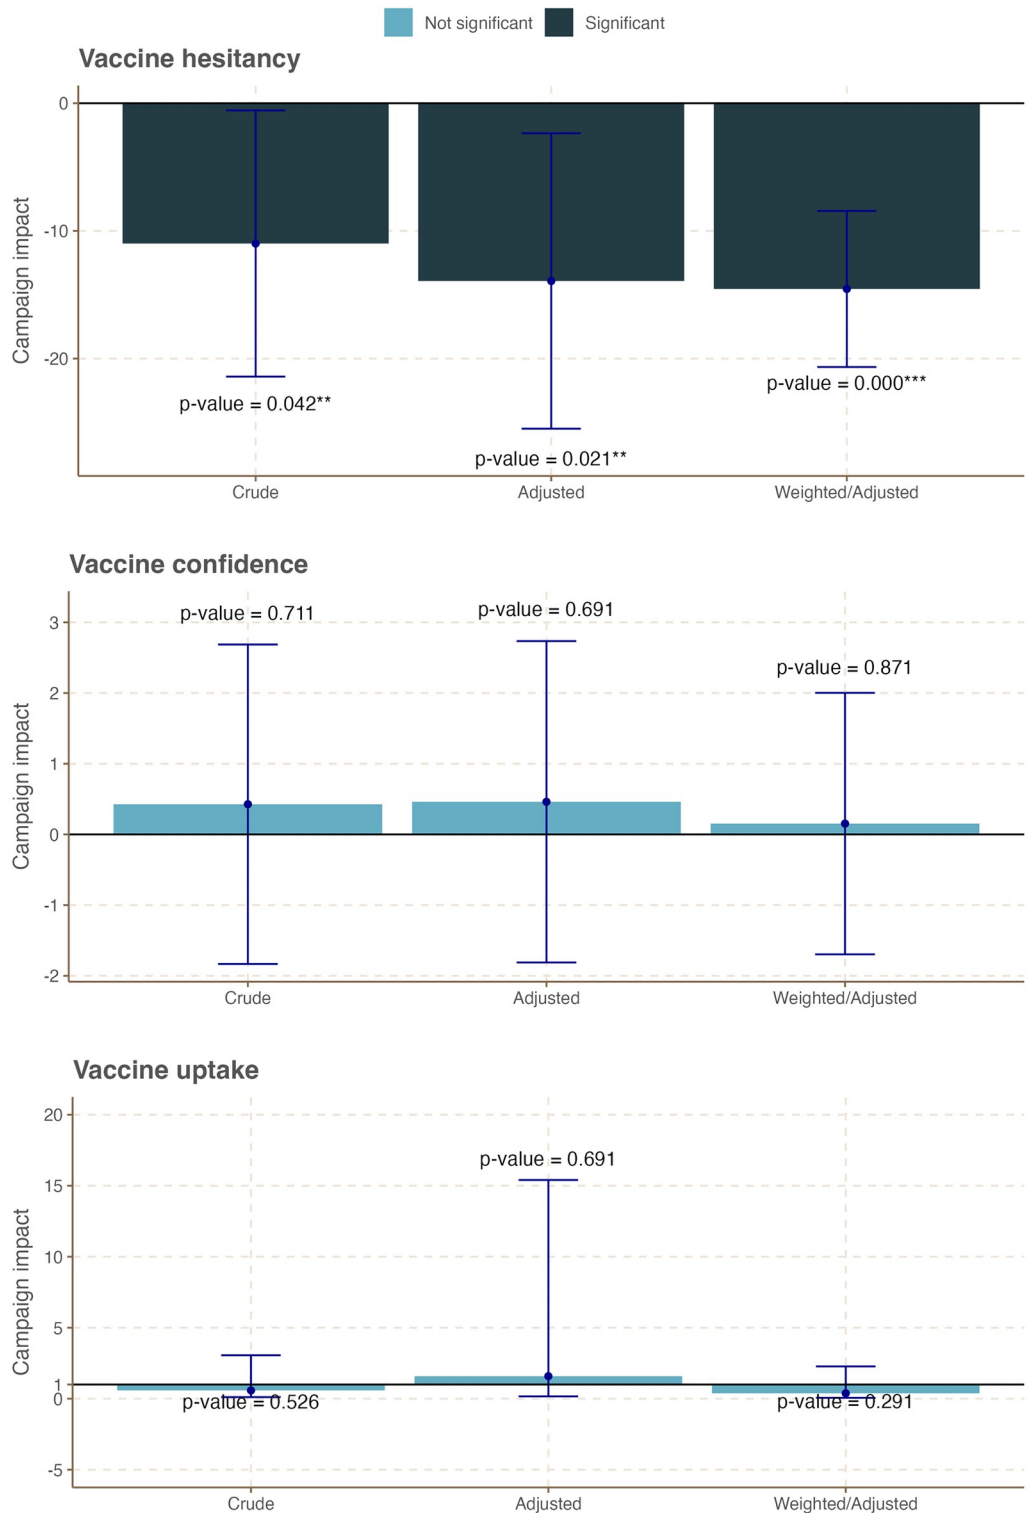 Not significant
Significant
Vaccine hesitancy
Campaign impact
0
-10
-20
p-value = 0.042**
p-value = 0.021**
p-value = 0.000***
Crude
Adjusted
Weighted/Adjusted
Vaccine confidence
Campaign impact
3
2
1
0
-1
-2
p-value = 0.711
p-value = 0.691
p-value = 0.871
Crude
Adjusted
Weighted/Adjusted
Vaccine uptake
Campaign impact
20
15
10
5
1
0
-5
p-value = 0.526
p-value = 0.691
p-value = 0.291
Crude
Adjusted
Weighted/Adjusted